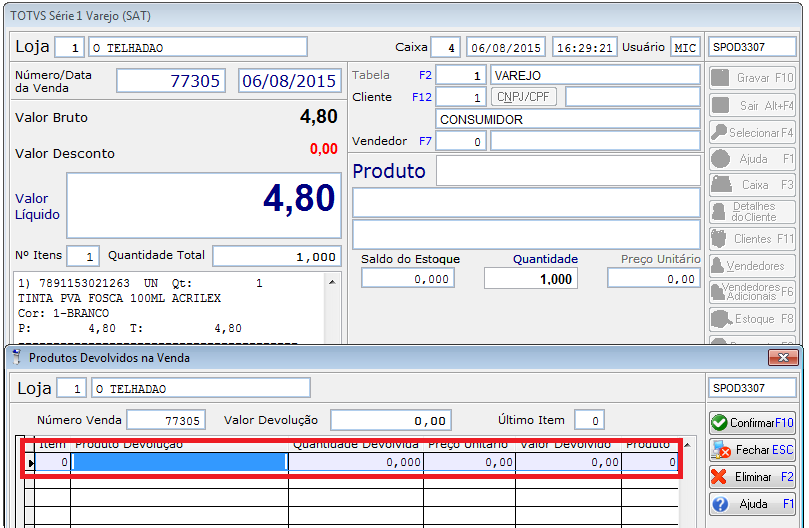 TOTVS Série 1 Varejo (SAT)
Loja 1 O TELHADAO Caixa 4 06/08/2015 16:29:21 Usuário MIC SPOD3307
Número/Data da Venda 77305 06/08/2015
Valor Bruto 4,80
Valor Desconto 0,00
Valor Líquido 4,80
Nº Itens 1 Quantidade Total 1,000
1) 7891153021263 UN Qt: 1
TINTA PVA FOSCA 100ML ACRILEX
Cor: 1-BRANCO
P: 4,80 T: 4,80
Tabela F2 1 VAREJO
Cliente F12 1 CNPJ/CPF
CONSUMIDOR
Vendedor F7 0
Produto
Saldo do Estoque Quantidade Preço Unitário
0,000 1,000 0,00
Gravar F10
Sair Alt+F4
Selecionar F4
Ajuda F1
Caixa F3
Detalhes do Cliente
Clientes F11
Vendedores
Vendedores Adicionais F6
Estoque F8
Produtos Devolvidos na Venda
Loja 1 O TELHADAO SPOD3307
Número Venda 77305 Valor Devolução 0,00 Último Item 0
Item Produto Devolução Quantidade Devolvida Preço Unitário Valor Devolvido Produto
0 0,000 0,00 0,00 0
Confirmar F10
Fechar ESC
Eliminar F2
Ajuda F1